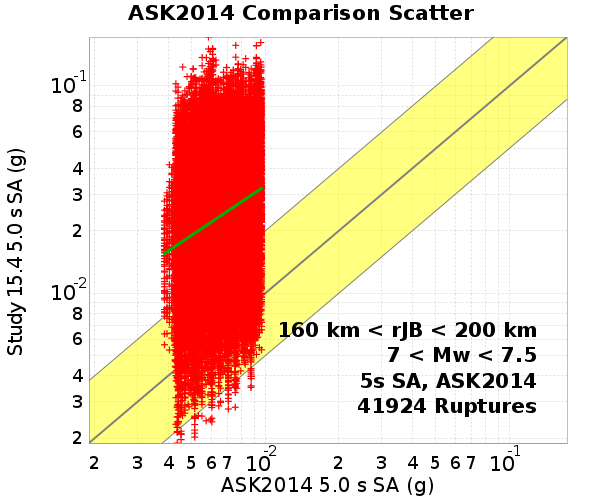 ASK2014 Comparison Scatter
Study 15.4 5.0 s SA (g)
10-1
8
6
4
3
2
10-2
8
6
4
3
2
160 km < rJB < 200 km
7 < Mw < 7.5
5s SA, ASK2014
41924 Ruptures
2 3 4 5 6 7 10-2 2 3 4 5 6 7 10-1
ASK2014 5.0 s SA (g)